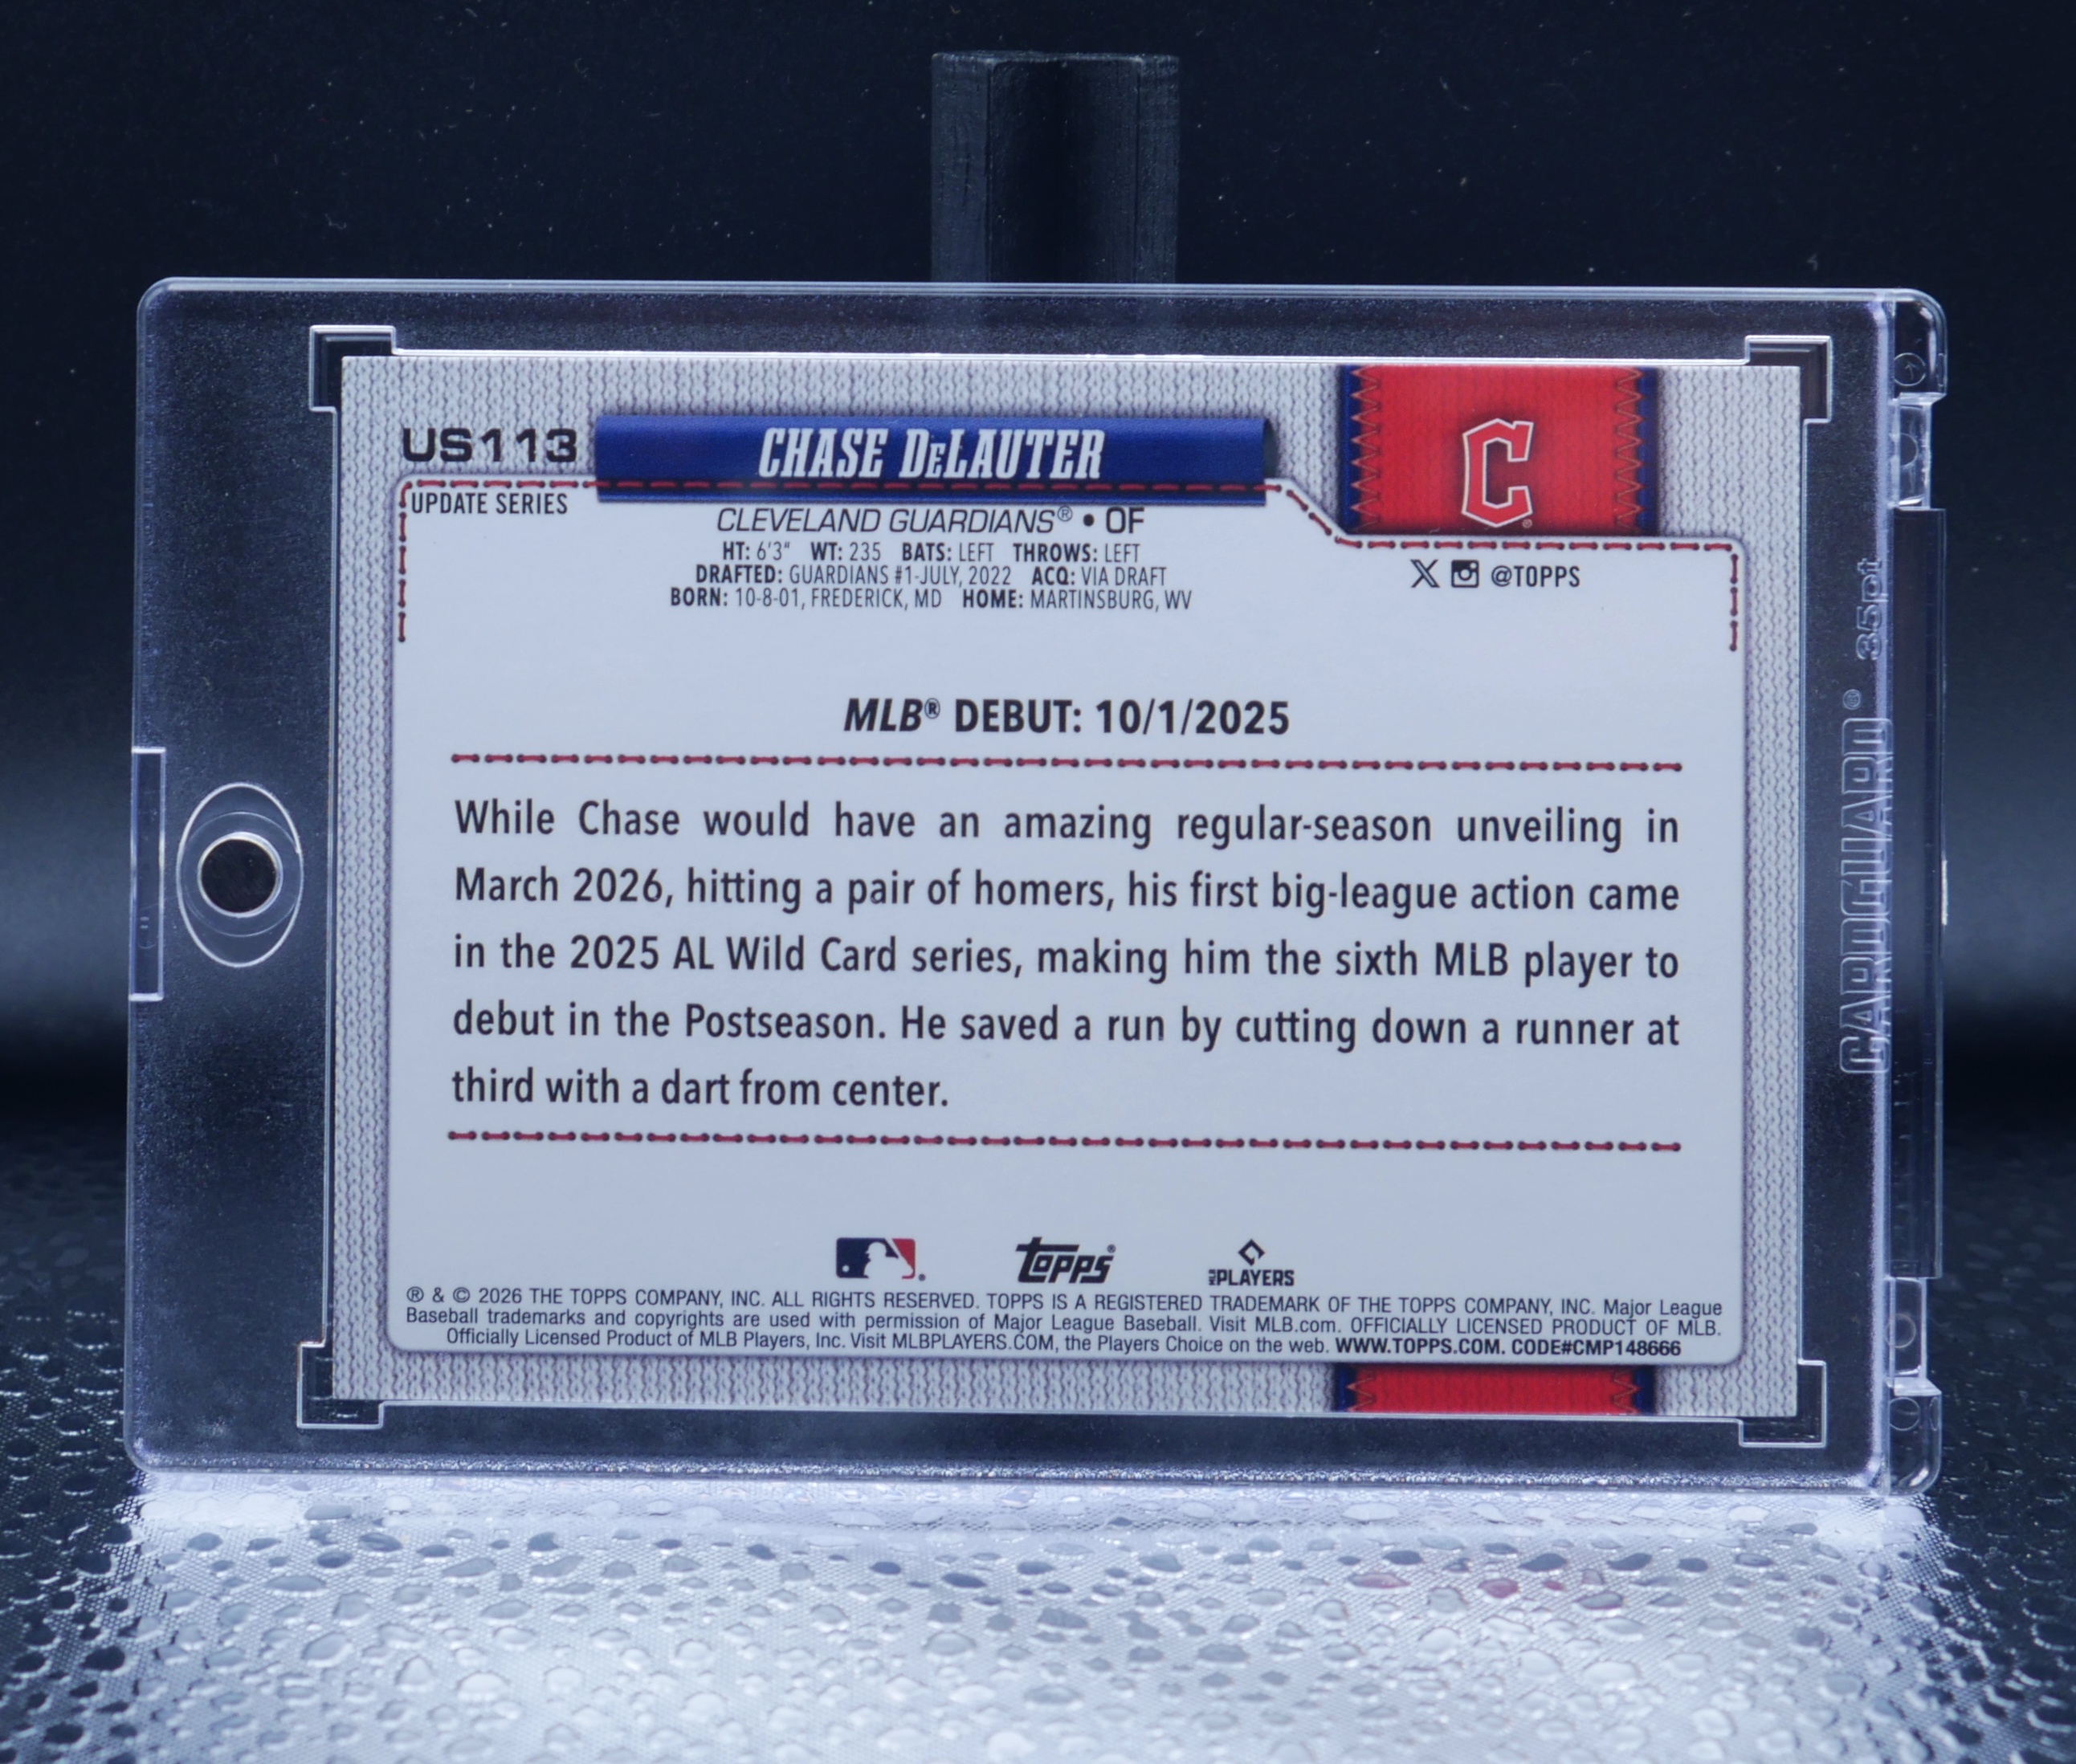 US113
CHASE DeLAUTER
C
UPDATE SERIES
CLEVELAND GUARDIANS® • OF
HT: 6'3" WT: 235 BATS: LEFT THROWS: LEFT
DRAFTED: GUARDIANS #1-JULY, 2022 ACQ: VIA DRAFT
BORN: 10-8-01, FREDERICK, MD HOME: MARTINSBURG, WV
@TOPPS
MLB® DEBUT: 10/1/2025
While Chase would have an amazing regular-season unveiling in
March 2026, hitting a pair of homers, his first big-league action came
in the 2025 AL Wild Card series, making him the sixth MLB player to
debut in the Postseason. He saved a run by cutting down a runner at
third with a dart from center.
TOPPS®
MLB PLAYERS
® & © 2026 THE TOPPS COMPANY, INC. ALL RIGHTS RESERVED. TOPPS IS A REGISTERED TRADEMARK OF THE TOPPS COMPANY, INC. Major League
Baseball trademarks and copyrights are used with permission of Major League Baseball. Visit MLB.com. OFFICIALLY LICENSED PRODUCT OF MLB.
Officially Licensed Product of MLB Players, Inc. Visit MLBPLAYERS.COM, the Players Choice on the web. WWW.TOPPS.COM. CODE#CMP148666
CARDGUARD® 35pt